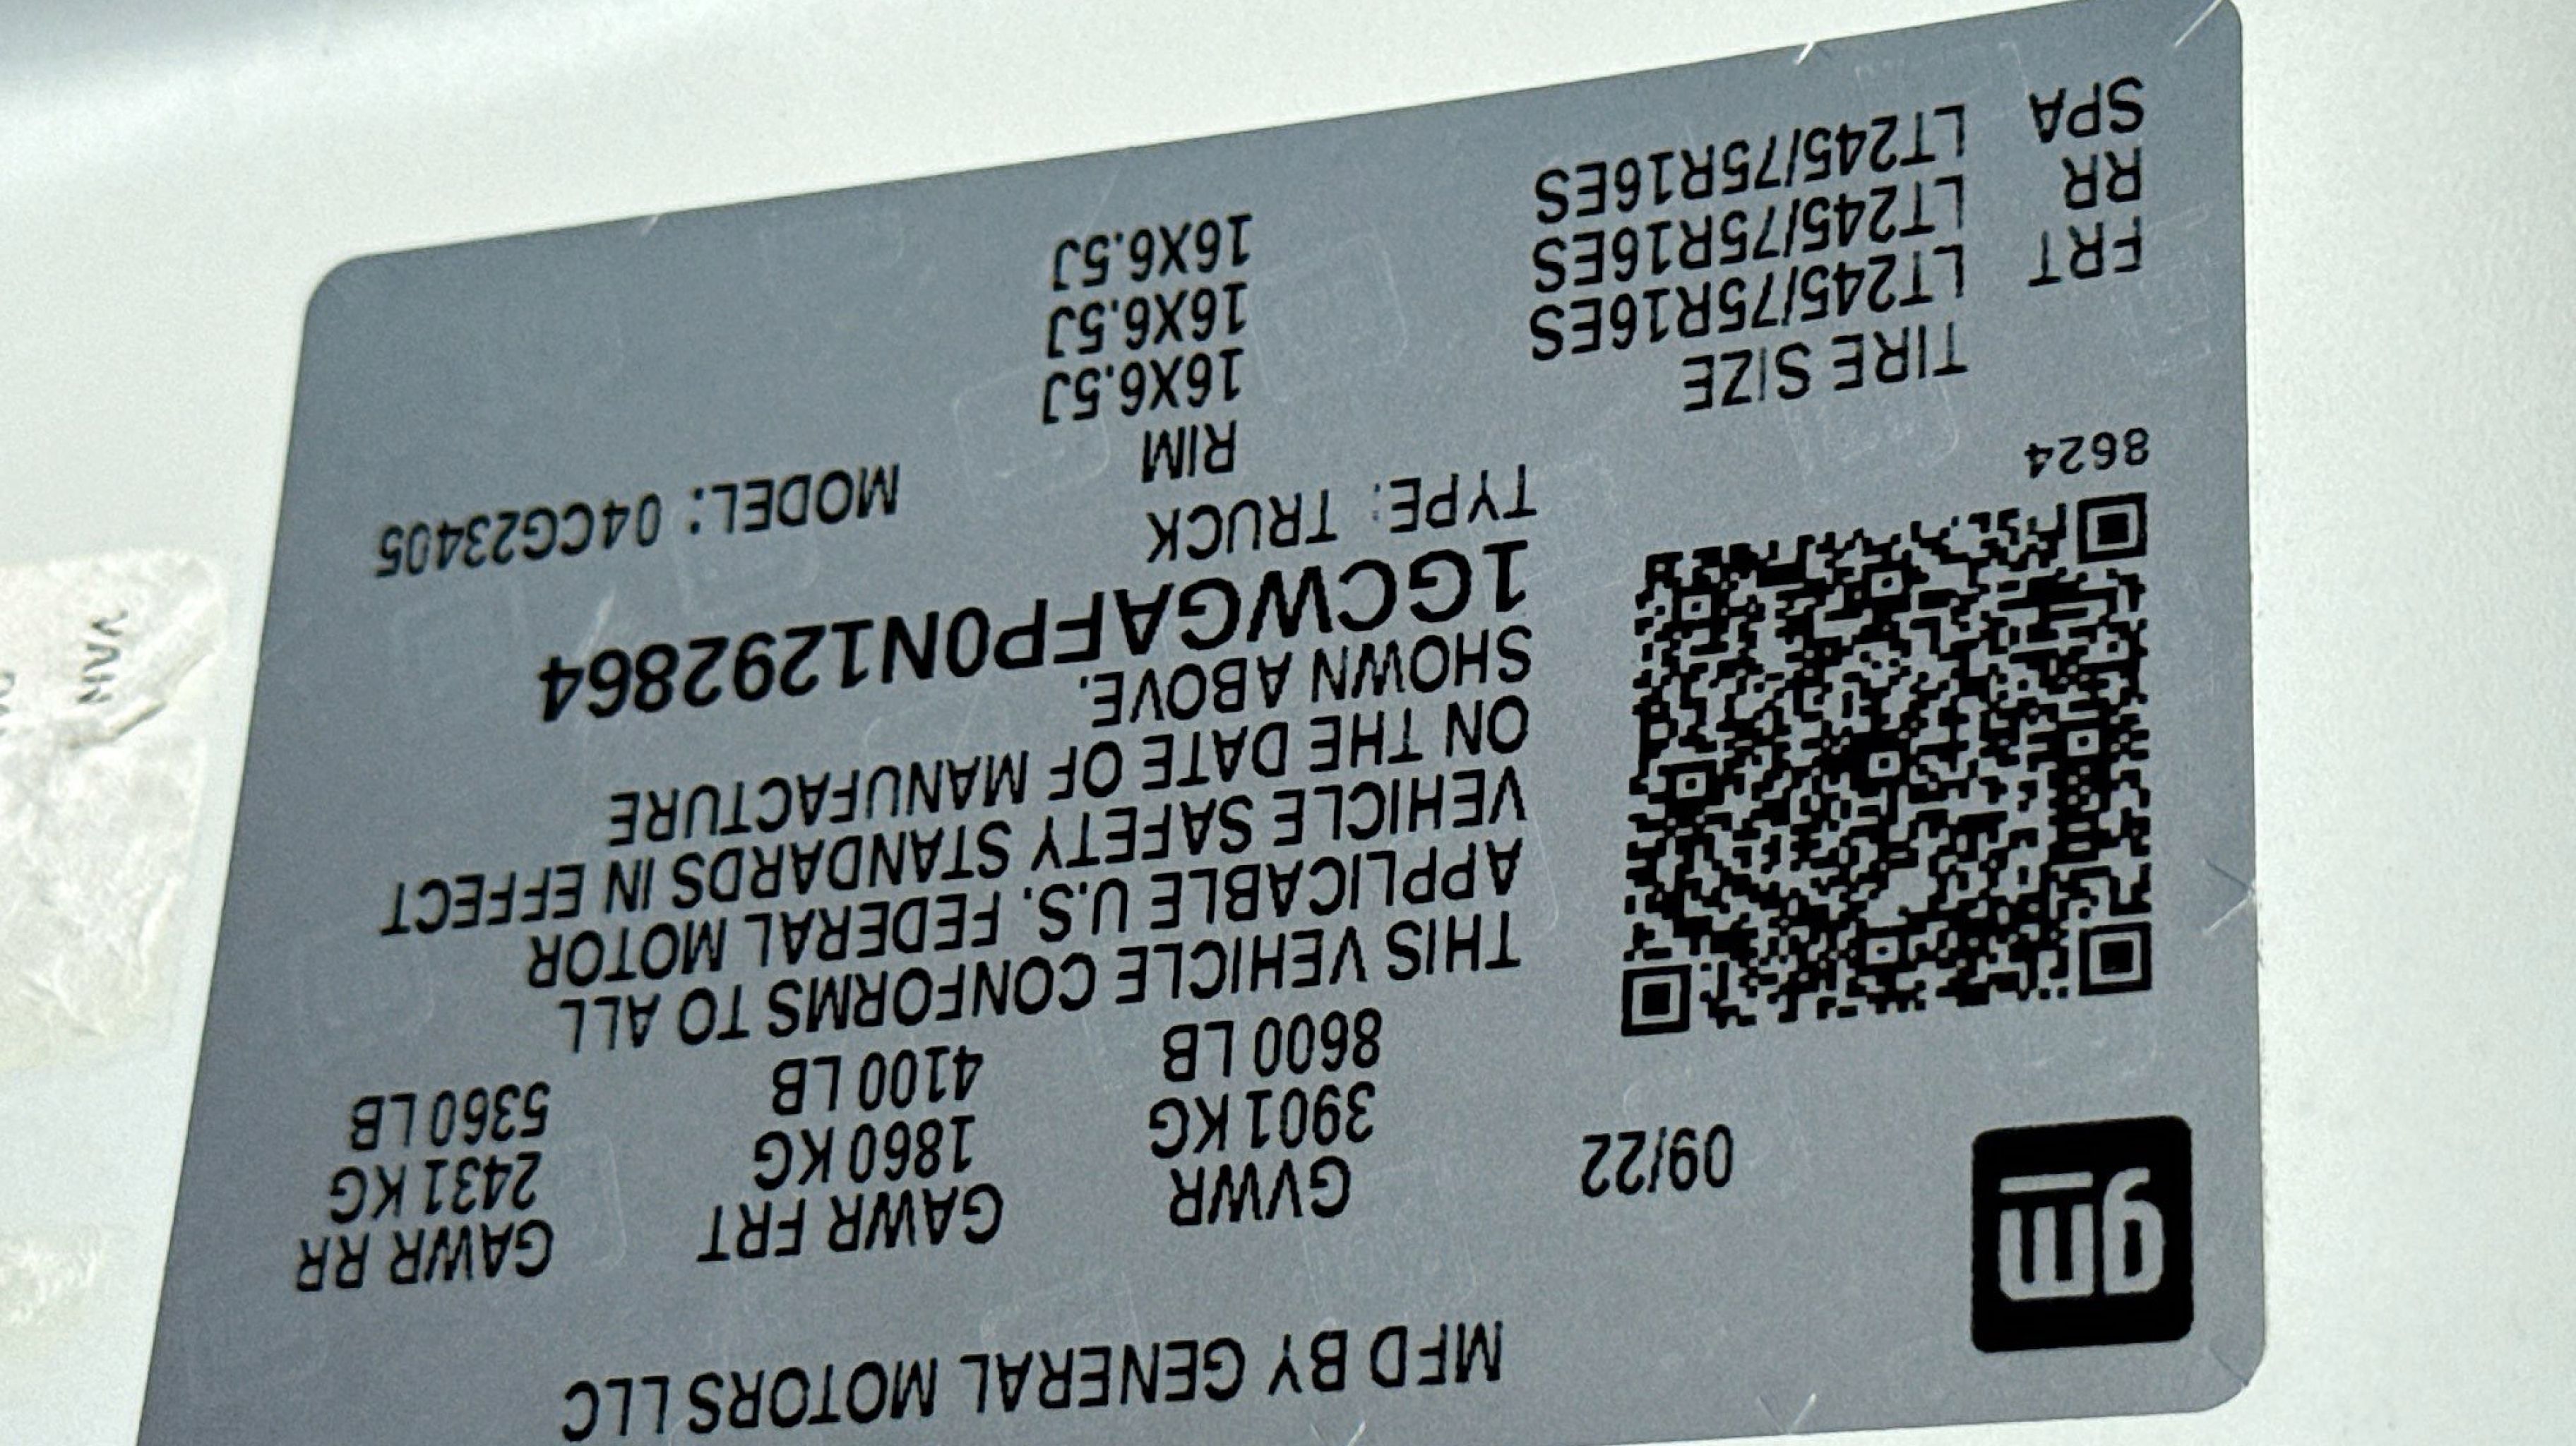 MFD BY GENERAL MOTORS LLC
gm
09/22
GVWR GAWR FRT GAWR RR
3901 KG 1860 KG 2431 KG
8600 LB 4100 LB 5360 LB
THIS VEHICLE CONFORMS TO ALL
APPLICABLE U.S. FEDERAL MOTOR
VEHICLE SAFETY STANDARDS IN EFFECT
ON THE DATE OF MANUFACTURE
SHOWN ABOVE.
1GCWGAFP0N1292864
TYPE: TRUCK MODEL: 04CG23405
8624
TIRE SIZE RIM
FRT LT245/75R16ES 16X6.5J
RR LT245/75R16ES 16X6.5J
SPA LT245/75R16ES 16X6.5J
VAN